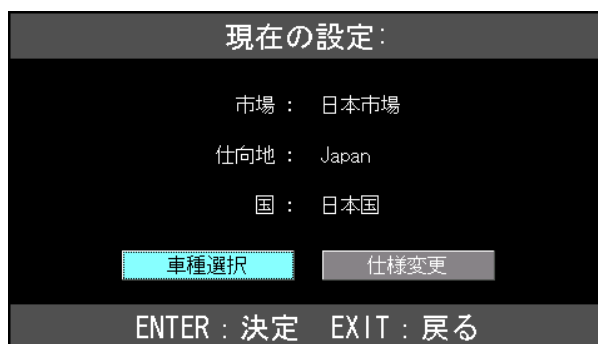 現在の設定:
市場 : 日本市場
仕向地 : Japan
国 : 日本国
車種選択 仕様変更
ENTER : 決定 EXIT : 戻る